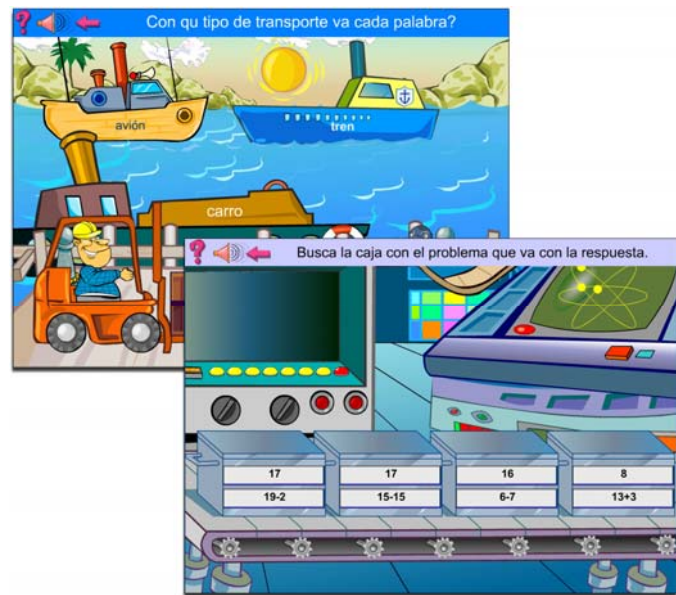 Con qu tipo de transporte va cada palabra?
avión
tren
carro
Busca la caja con el problema que va con la respuesta.
17
19-2
17
15-15
16
6-7
8
13+3